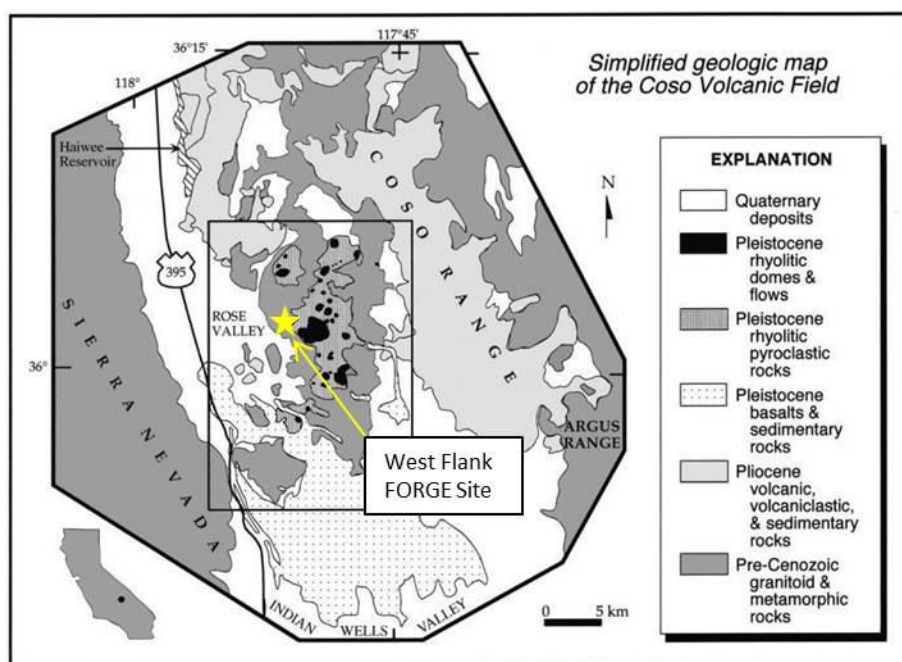 Simplified geologic map
of the Coso Volcanic Field
117°45'
36°15'
118°
Haiwee
Reservoir
395
ROSE
VALLEY
36°
SIERRA NEVADA
COSO RANGE
ARGUS
RANGE
N
West Flank
FORGE Site
INDIAN WELLS VALLEY
0 5 km
EXPLANATION
Quaternary
deposits
Pleistocene
rhyolitic
domes &
flows
Pleistocene
rhyolitic
pyroclastic
rocks
Pleistocene
basalts &
sedimentary
rocks
Pliocene
volcanic,
volcaniclastic,
& sedimentary
rocks
Pre-Cenozoic
granitoid &
metamorphic
rocks